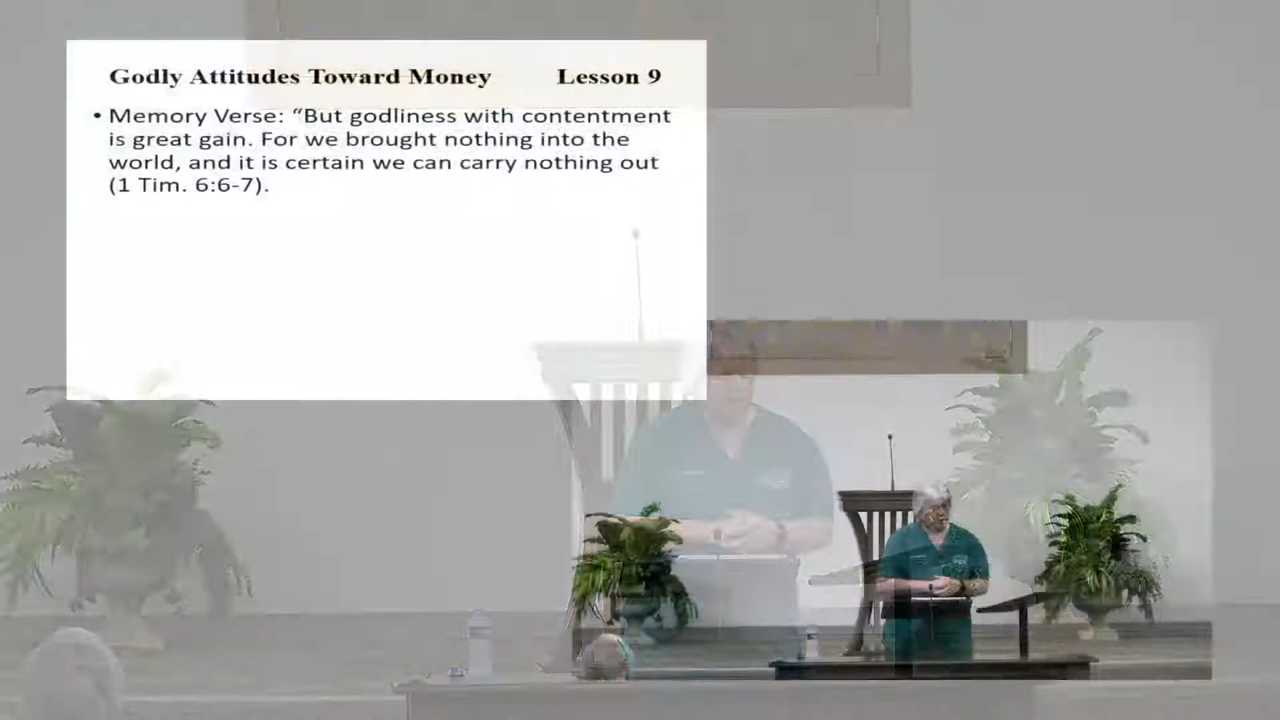 Godly Attitudes Toward Money Lesson 9
• Memory Verse: “But godliness with contentment
is great gain. For we brought nothing into the
world, and it is certain we can carry nothing out
(1 Tim. 6:6-7).